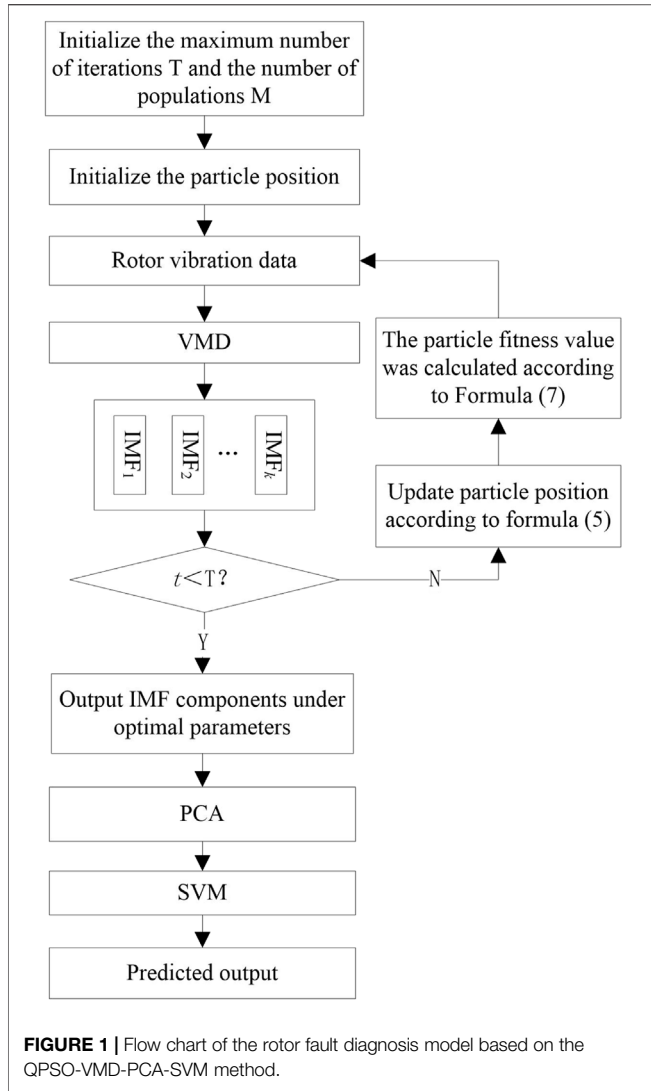 Initialize the maximum number
of iterations T and the number of
populations M
Initialize the particle position
Rotor vibration data
VMD
IMF₁
IMF₂
...
IMFₖ
t<T?
N
Y
The particle fitness value
was calculated according
to Formula (7)
Update particle position
according to formula (5)
Output IMF components under
optimal parameters
PCA
SVM
Predicted output
FIGURE 1 | Flow chart of the rotor fault diagnosis model based on the
QPSO-VMD-PCA-SVM method.